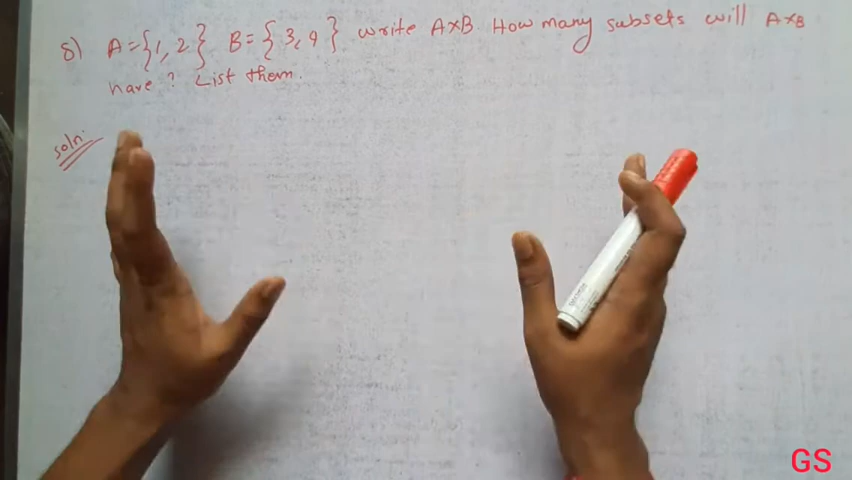 8) A={1, 2} B={3, 4} write A×B. How many subsets will A×B
have? List them.
soln:
GS